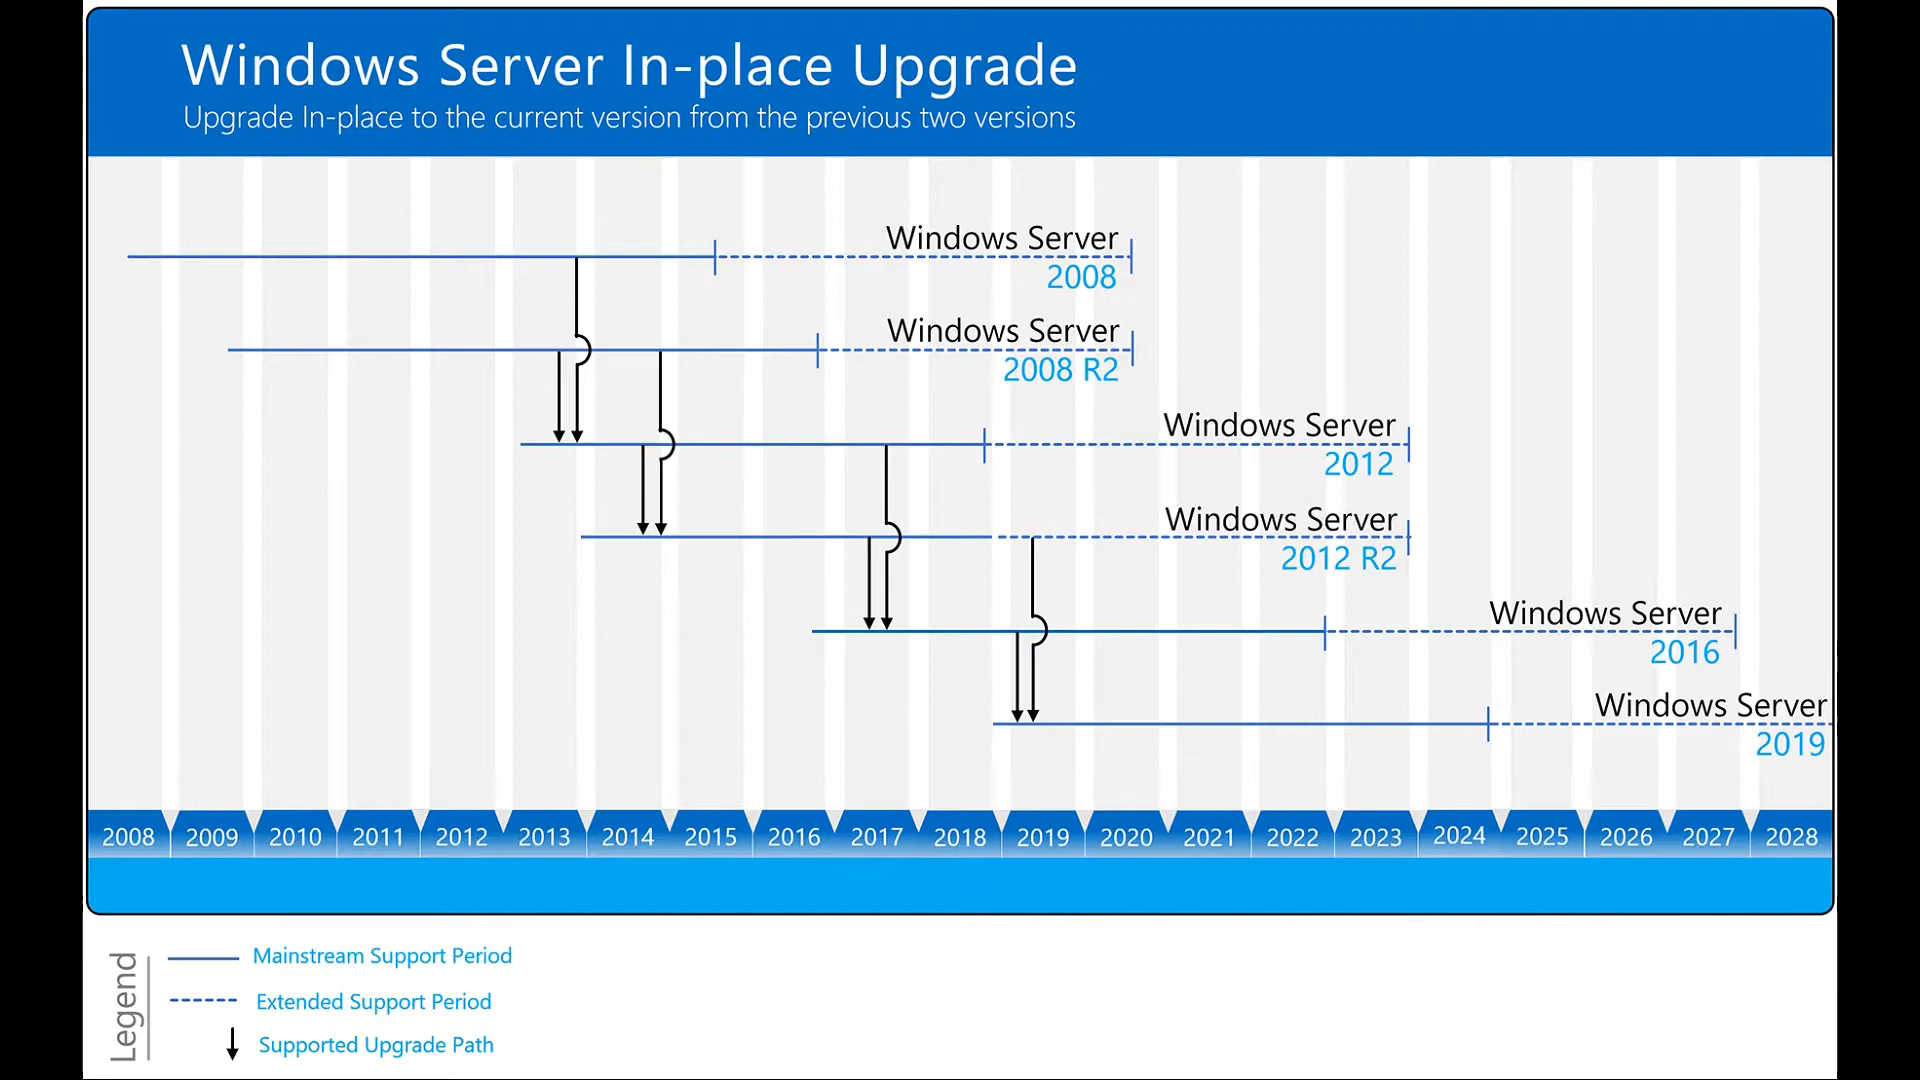 Windows Server In-place Upgrade
Upgrade In-place to the current version from the previous two versions
Windows Server
2008
Windows Server
2008 R2
Windows Server
2012
Windows Server
2012 R2
Windows Server
2016
Windows Server
2019
2008 2009 2010 2011 2012 2013 2014 2015 2016 2017 2018 2019 2020 2021 2022 2023 2024 2025 2026 2027 2028
Legend
Mainstream Support Period
Extended Support Period
Supported Upgrade Path